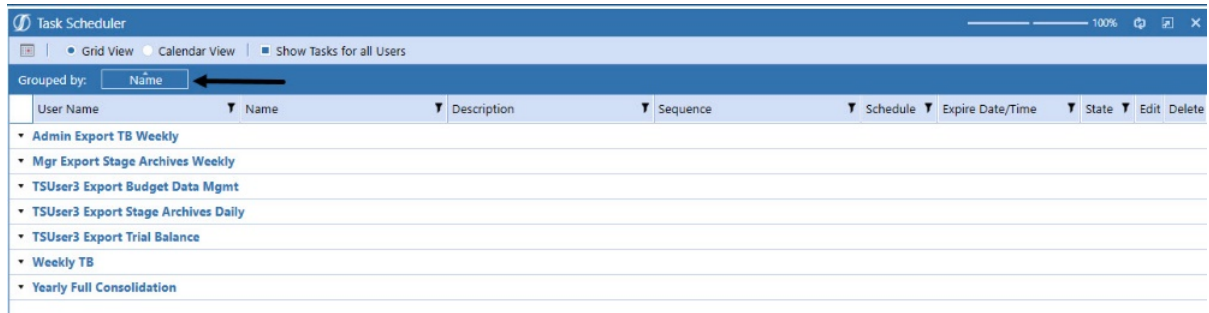 Task Scheduler 100%
Grid View Calendar View Show Tasks for all Users
Grouped by: Name
User Name Name Description Sequence Schedule Expire Date/Time State Edit Delete
Admin Export TB Weekly
Mgr Export Stage Archives Weekly
TSUser3 Export Budget Data Mgmt
TSUser3 Export Stage Archives Daily
TSUser3 Export Trial Balance
Weekly TB
Yearly Full Consolidation